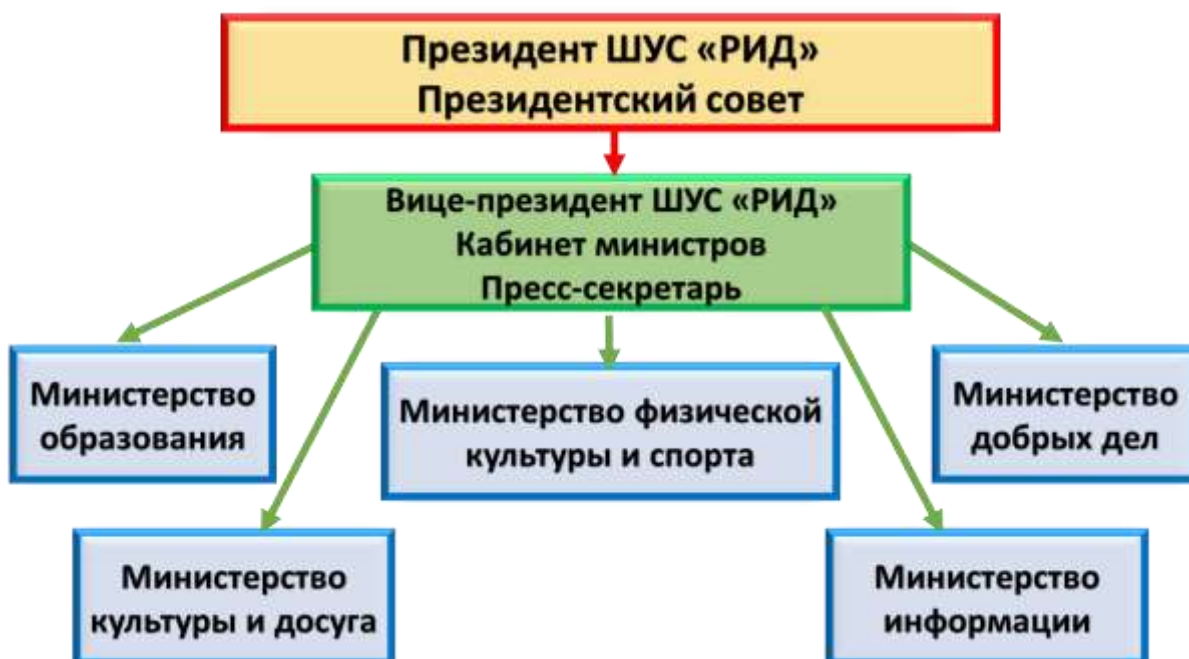 Президент ШУС «РИД»
Президентский совет
Вице-президент ШУС «РИД»
Кабинет министров
Пресс-секретарь
Министерство
образования
Министерство физической
культуры и спорта
Министерство
добрых дел
Министерство
культуры и досуга
Министерство
информации